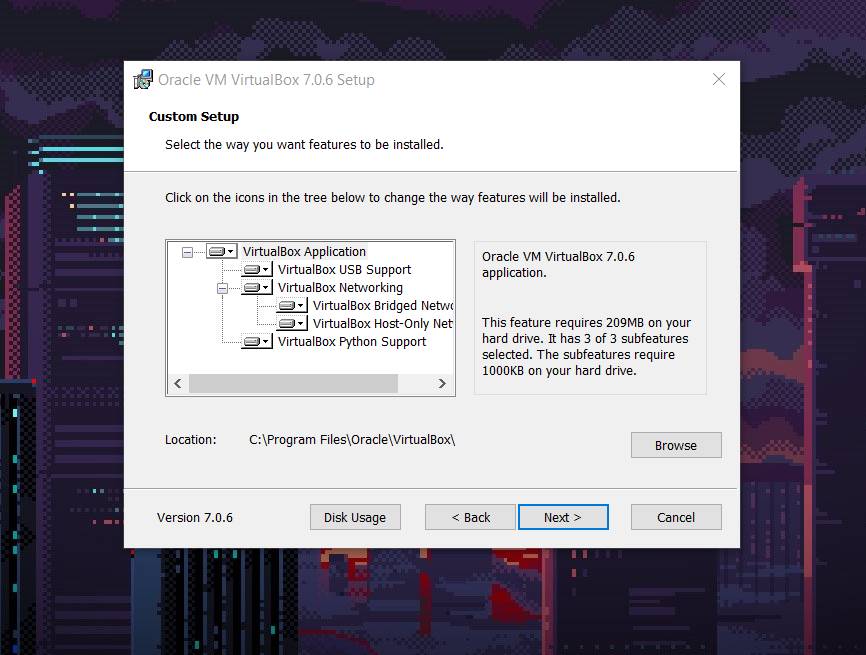 Oracle VM VirtualBox 7.0.6 Setup
Custom Setup
Select the way you want features to be installed.
Click on the icons in the tree below to change the way features will be installed.
VirtualBox Application
VirtualBox USB Support
VirtualBox Networking
VirtualBox Bridged Netwo
VirtualBox Host-Only Net
VirtualBox Python Support
Oracle VM VirtualBox 7.0.6
application.
This feature requires 209MB on your
hard drive. It has 3 of 3 subfeatures
selected. The subfeatures require
1000KB on your hard drive.
Location:
C:\Program Files\Oracle\VirtualBox\
Browse
Version 7.0.6
Disk Usage
< Back
Next >
Cancel